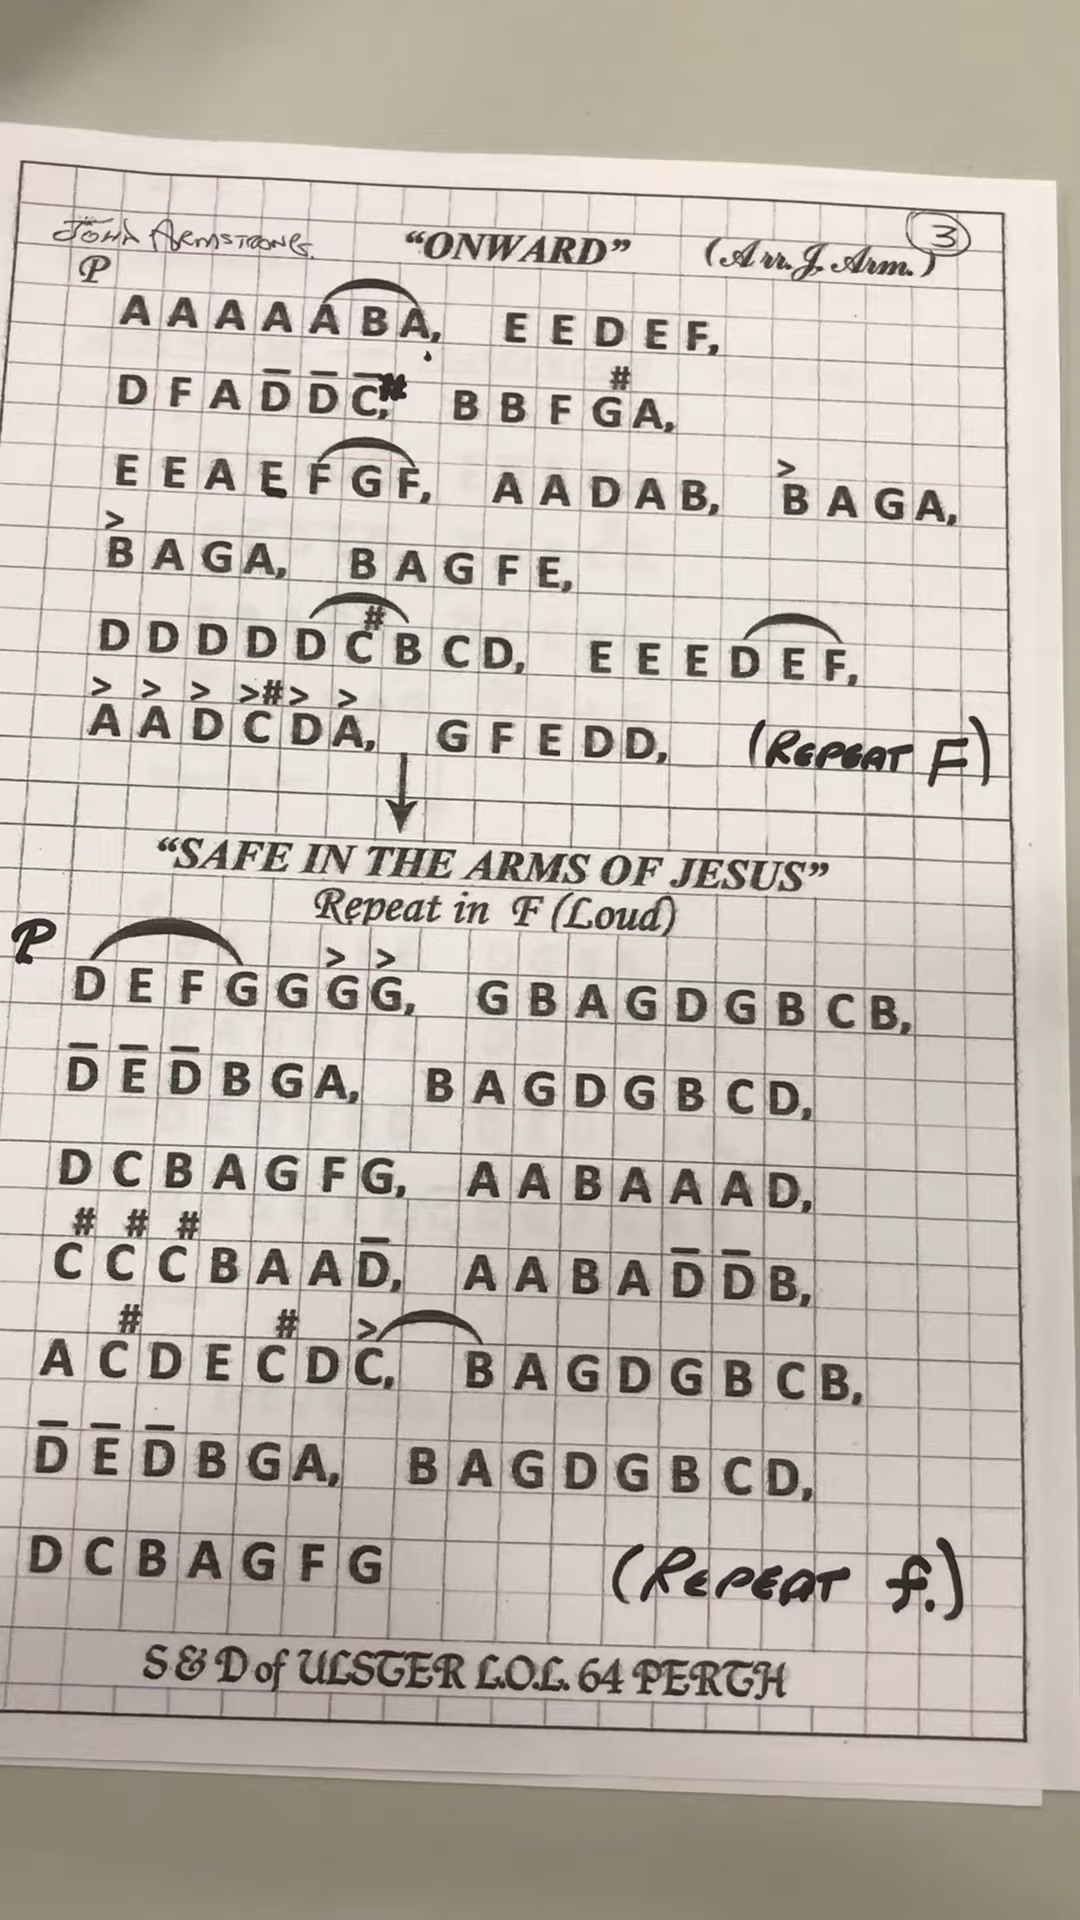 JOHN ARMSTRONG. "ONWARD" (Arr. J. Arm.) 3
P
A A A A A B A, E E D E F,
#
D F A D̅ D̅ C̅,# B B F G A,
E E A E F G F, A A D A B, B A G A,
>
>
B A G A, B A G F E,
#
D D D D D C B C D, E E E D E F,
> > > ># > >
A A D C D A, G F E D D, (REPEAT F)
"SAFE IN THE ARMS OF JESUS"
Repeat in F (Loud)
P
> >
D E F G G G G, G B A G D G B C B,
D̅ E̅ D̅ B G A, B A G D G B C D,
D C B A G F G, A A B A A A D,
# # #
C C C B A A D̅, A A B A D̅ D̅ B,
# # >
A C D E C D C, B A G D G B C B,
D̅ E̅ D̅ B G A, B A G D G B C D,
D C B A G F G (REPEAT f.)
S & D of ULSTER L.O.L. 64 PERTH